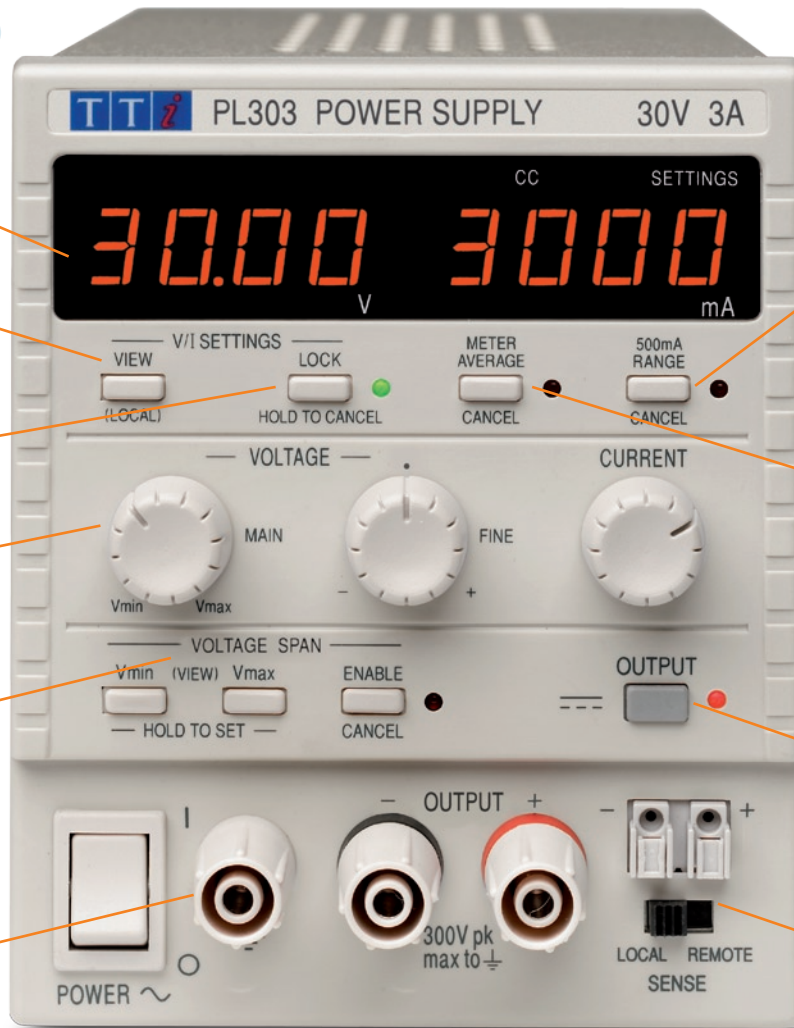 TTi PL303 POWER SUPPLY 30V 3A
CC SETTINGS
30.00 V 3000 mA
V/I SETTINGS
VIEW LOCK METER AVERAGE 500mA RANGE
(LOCAL) HOLD TO CANCEL CANCEL CANCEL
VOLTAGE CURRENT
MAIN FINE
Vmin Vmax - +
VOLTAGE SPAN
Vmin (VIEW) Vmax ENABLE OUTPUT
HOLD TO SET CANCEL
- OUTPUT + - +
I
300V pk
max to ⏚
O
LOCAL REMOTE
POWER ~ SENSE